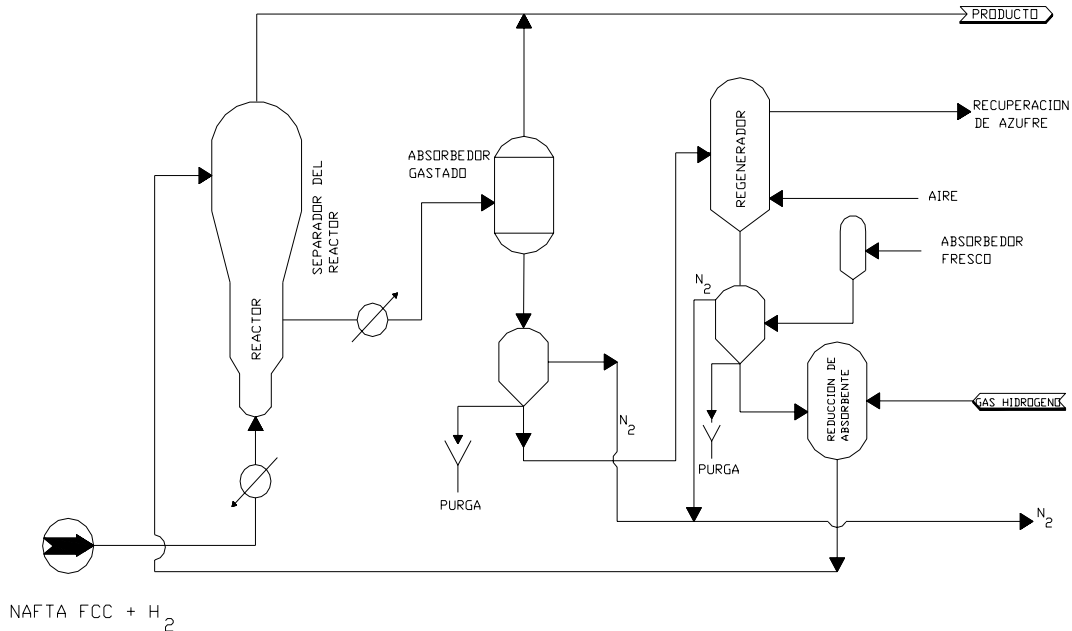 PRODUCTO
RECUPERACION
DE AZUFRE
ABSORBEDOR
GASTADO
SEPARADOR DEL
REACTOR
REGENERADOR
AIRE
ABSORBEDOR
FRESCO
N2
REACTOR
REDUCCION DE
ABSORBENTE
GAS HIDROGENO
N2
PURGA
PURGA
N2
NAFTA FCC + H2